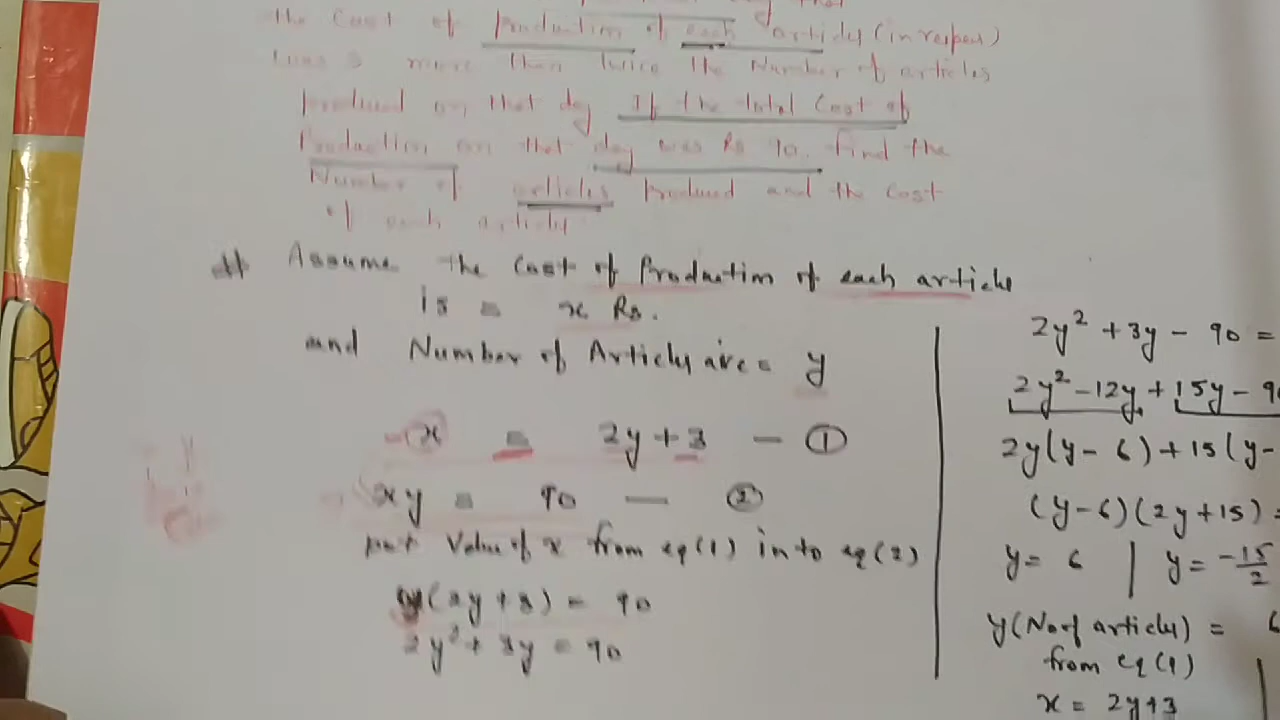 the Cost of Production of each article (in rupees)
was 3 more than twice the Number of articles
produced on that day If the total Cost of
Production on that day was Rs 90. find the
Number of articles Produced and the cost
of each article
Assume the Cost of Production of each article
is = x Rs.
and Number of Articles are = y
x = 2y + 3 — ①
xy = 90 — ②
put Value of x from eq(1) into eq(2)
y(2y + 3) = 90
2y² + 3y = 90
2y² + 3y - 90 =
2y² - 12y + 15y - 90
2y(y - 6) + 15(y -
(y - 6)(2y + 15) =
y = 6 | y = -15/2
y (No of articles) = 6
from eq(1)
x = 2y+3